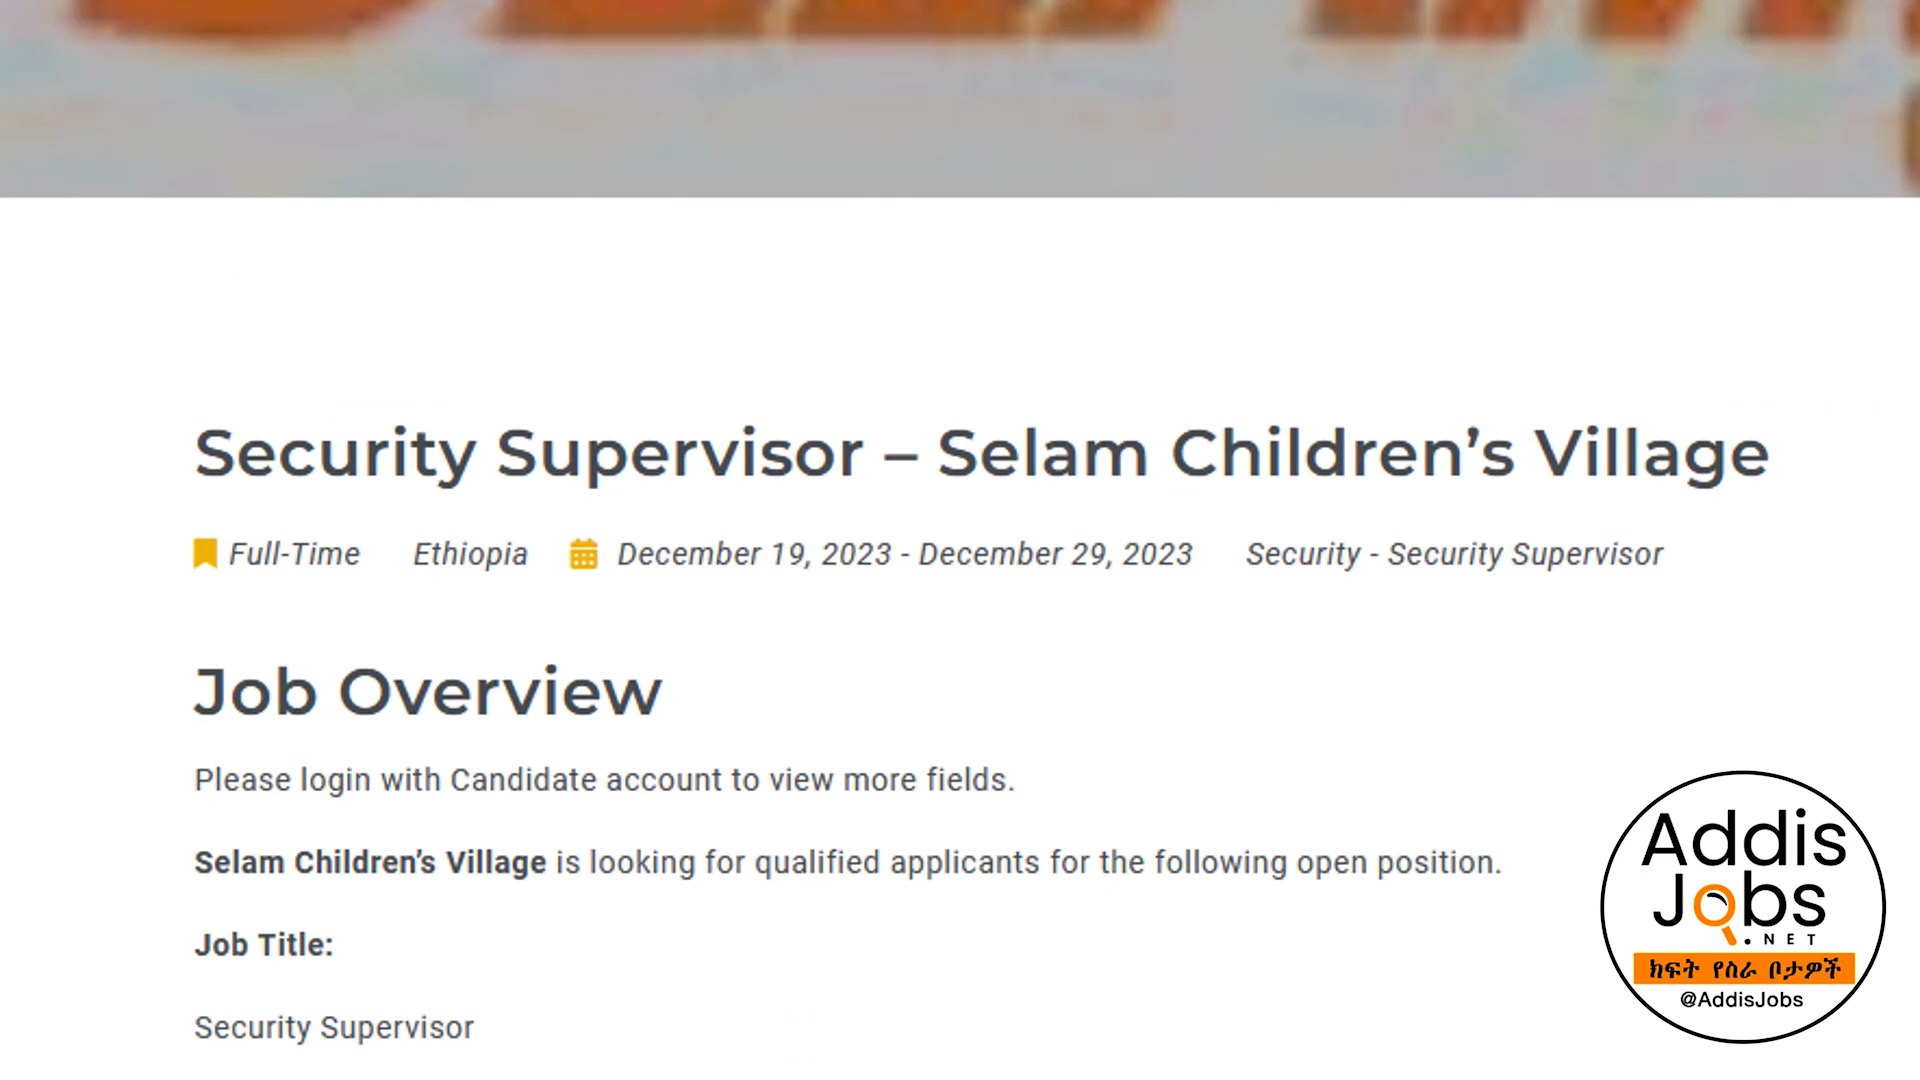 Security Supervisor – Selam Children’s Village
Full-Time Ethiopia December 19, 2023 - December 29, 2023 Security - Security Supervisor
Job Overview
Please login with Candidate account to view more fields.
Selam Children’s Village is looking for qualified applicants for the following open position.
Job Title:
Security Supervisor
Addis
Jobs
.NET
ክፍት የስራ ቦታዎች
@AddisJobs